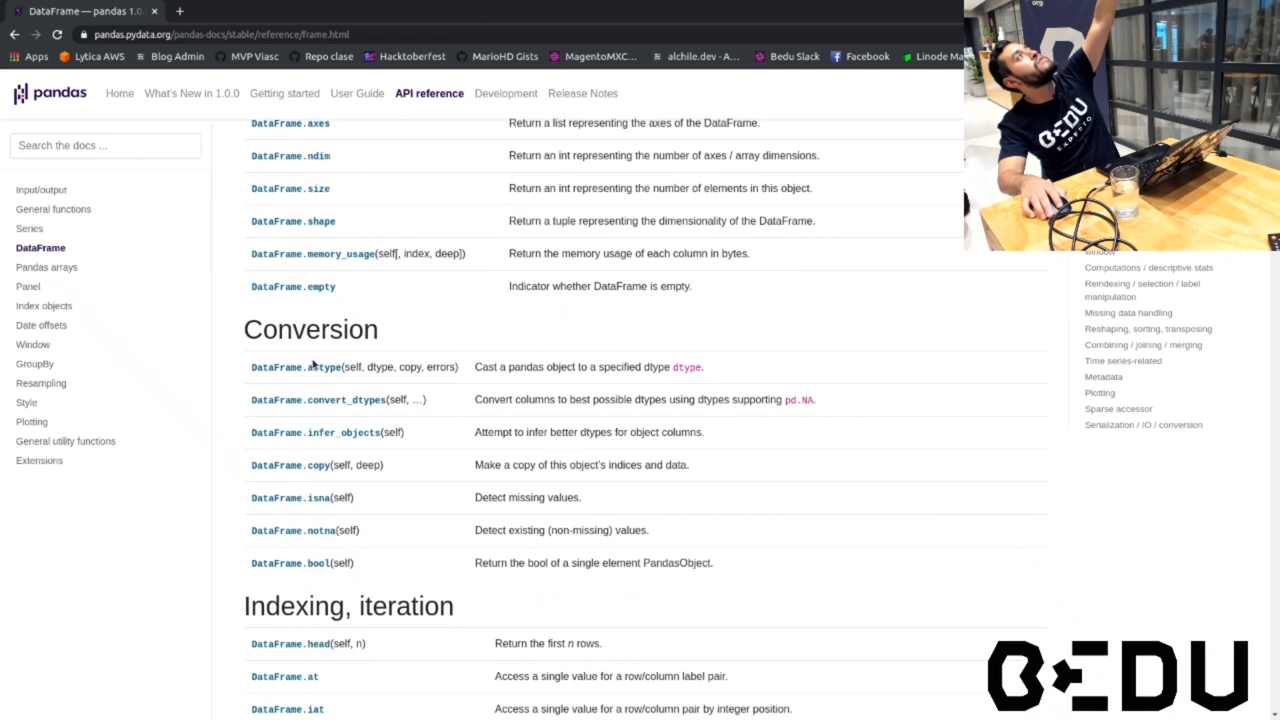 DataFrame — pandas 1.0.
pandas.pydata.org/pandas-docs/stable/reference/frame.html
Apps
Lytica AWS
Blog Admin
MVP Viasc
Repo clase
Hacktoberfest
MarioHD Gists
MagentoMXC…
alchile.dev - A…
Bedu Slack
Facebook
Linode Ma
pandas
Home
What's New in 1.0.0
Getting started
User Guide
API reference
Development
Release Notes
Search the docs ...
Input/output
General functions
Series
DataFrame
Pandas arrays
Panel
Index objects
Date offsets
Window
GroupBy
Resampling
Style
Plotting
General utility functions
Extensions
DataFrame.axes Return a list representing the axes of the DataFrame.
DataFrame.ndim Return an int representing the number of axes / array dimensions.
DataFrame.size Return an int representing the number of elements in this object.
DataFrame.shape Return a tuple representing the dimensionality of the DataFrame.
DataFrame.memory_usage(self[, index, deep]) Return the memory usage of each column in bytes.
DataFrame.empty Indicator whether DataFrame is empty.
Conversion
DataFrame.astype(self, dtype, copy, errors) Cast a pandas object to a specified dtype dtype.
DataFrame.convert_dtypes(self, …) Convert columns to best possible dtypes using dtypes supporting pd.NA.
DataFrame.infer_objects(self) Attempt to infer better dtypes for object columns.
DataFrame.copy(self, deep) Make a copy of this object's indices and data.
DataFrame.isna(self) Detect missing values.
DataFrame.notna(self) Detect existing (non-missing) values.
DataFrame.bool(self) Return the bool of a single element PandasObject.
Indexing, iteration
DataFrame.head(self, n) Return the first n rows.
DataFrame.at Access a single value for a row/column label pair.
DataFrame.iat Access a single value for a row/column pair by integer position.
org
BEDU
EXPERTO
window
Computations / descriptive stats
Reindexing / selection / label
manipulation
Missing data handling
Reshaping, sorting, transposing
Combining / joining / merging
Time series-related
Metadata
Plotting
Sparse accessor
Serialization / IO / conversion
BEDU